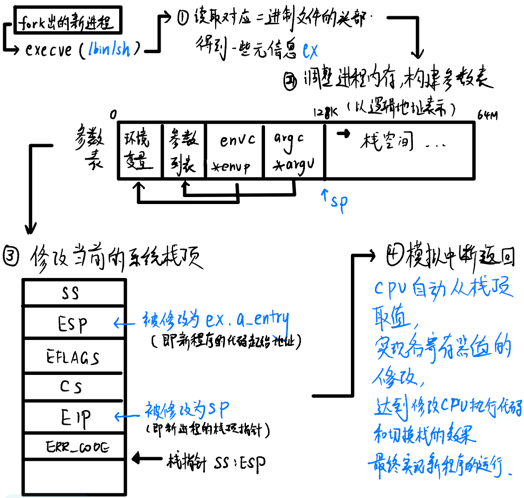 fork出的新进程
execve (/bin/sh)
① 读取对应二进制文件的头部.
得到一些元信息 ex
② 调整进程内存,构建参数表
(以逻辑地址表示)
0
128K
64M
参数表
环境变量
参数列表
envc
*envp
argc
*argv
栈空间 ...
sp
③ 修改当前的系统栈顶
SS
ESP
被修改为 ex.a_entry
(即新程序的代码起始地址)
EFLAGS
CS
EIP
被修改为 SP
(即新进程的栈顶指针)
ERR_CODE
栈指针 SS:ESP
④ 模拟中断返回
CPU自动从栈顶
取值,
实现各寄存器值的
修改,
达到修改CPU执行代码
和切换栈的效果
最终实现新程序的运行.